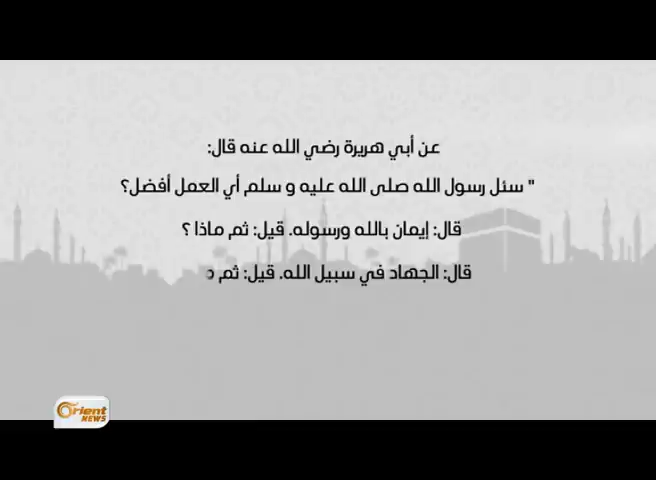 عن أبي هريرة رضي الله عنه قال:
" سئل رسول الله صلى الله عليه و سلم أي العمل أفضل؟
قال: إيمان بالله ورسوله. قيل: ثم ماذا ؟
قال: الجهاد في سبيل الله. قيل: ثم
Orient
NEWS